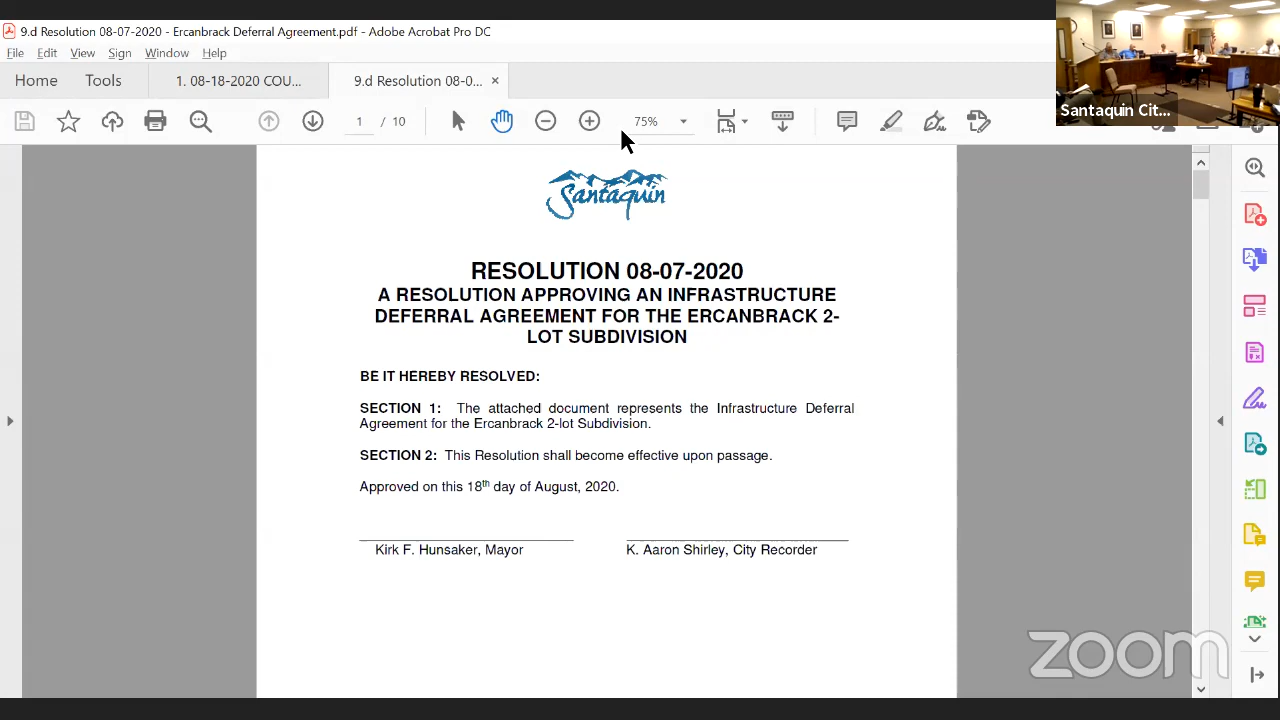 9.d Resolution 08-07-2020 - Ercanbrack Deferral Agreement.pdf - Adobe Acrobat Pro DC
File Edit View Sign Window Help
Home Tools 1. 08-18-2020 COU... 9.d Resolution 08-0... ×
1 / 10 75%
Santaquin Cit...
Santaquin
RESOLUTION 08-07-2020
A RESOLUTION APPROVING AN INFRASTRUCTURE
DEFERRAL AGREEMENT FOR THE ERCANBRACK 2-
LOT SUBDIVISION
BE IT HEREBY RESOLVED:
SECTION 1: The attached document represents the Infrastructure Deferral
Agreement for the Ercanbrack 2-lot Subdivision.
SECTION 2: This Resolution shall become effective upon passage.
Approved on this 18th day of August, 2020.
Kirk F. Hunsaker, Mayor K. Aaron Shirley, City Recorder
zoom